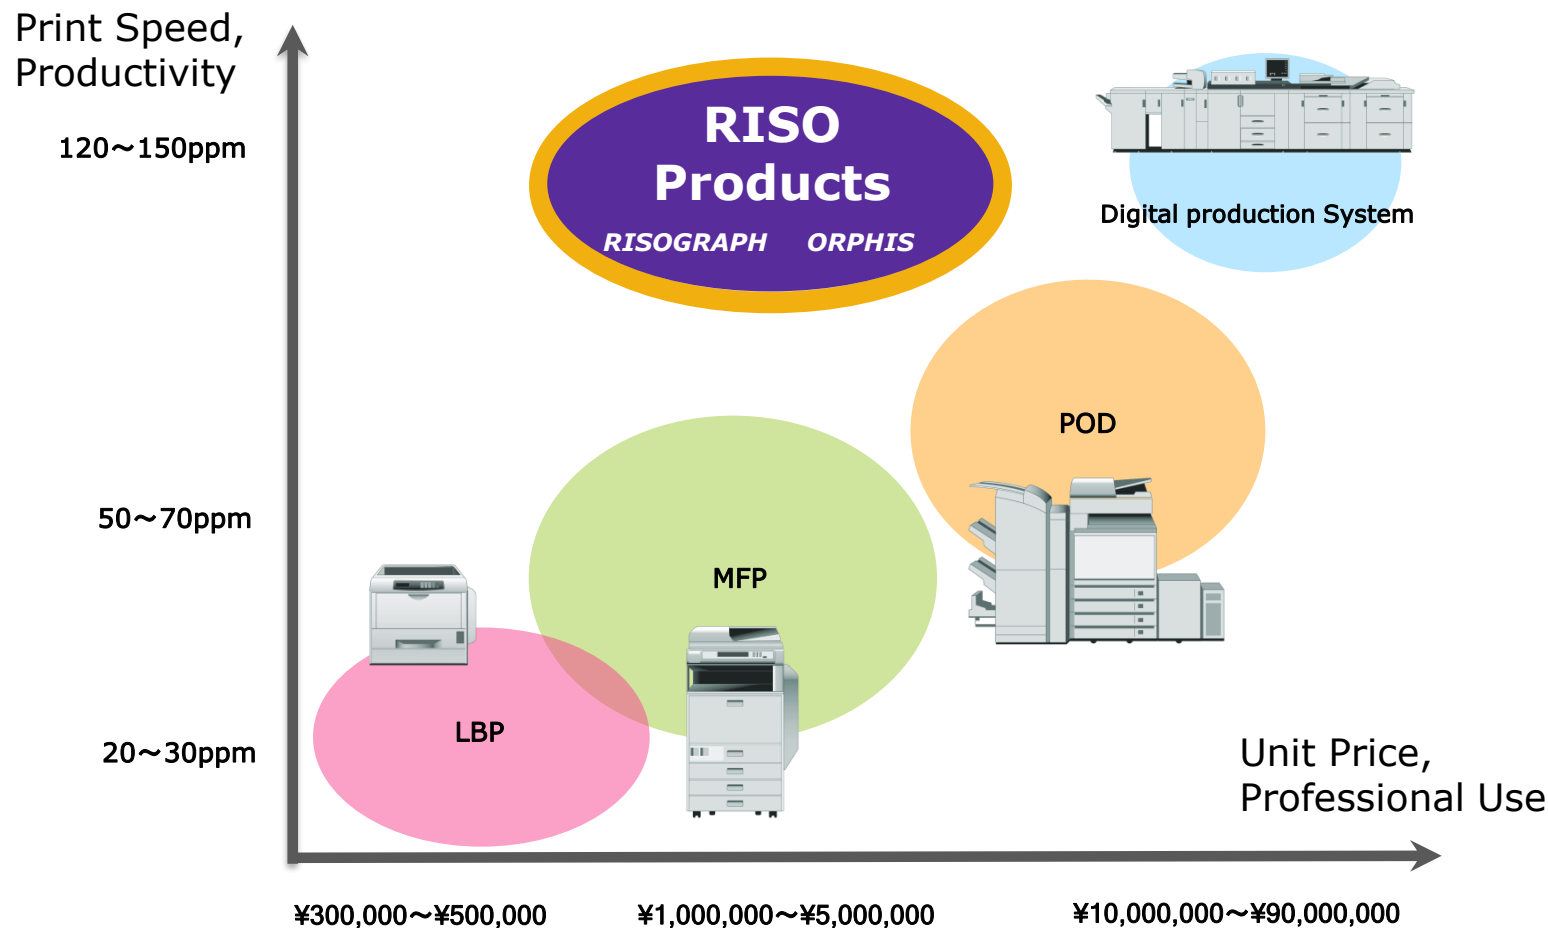 Print Speed,
Productivity
120～150ppm
RISO
Products
RISOGRAPH ORPHIS
Digital production System
POD
50～70ppm
MFP
LBP
20～30ppm
Unit Price,
Professional Use
¥300,000～¥500,000
¥1,000,000～¥5,000,000
¥10,000,000～¥90,000,000